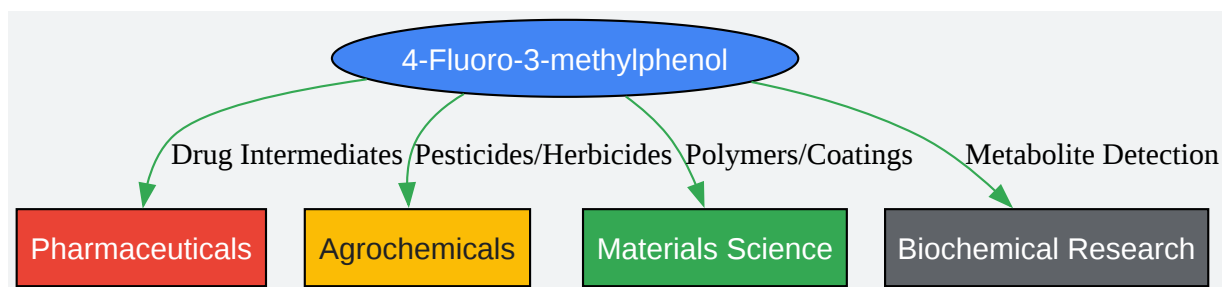 4-Fluoro-3-methylphenol
Drug Intermediates
Pesticides/Herbicides
Polymers/Coatings
Metabolite Detection
Pharmaceuticals
Agrochemicals
Materials Science
Biochemical Research